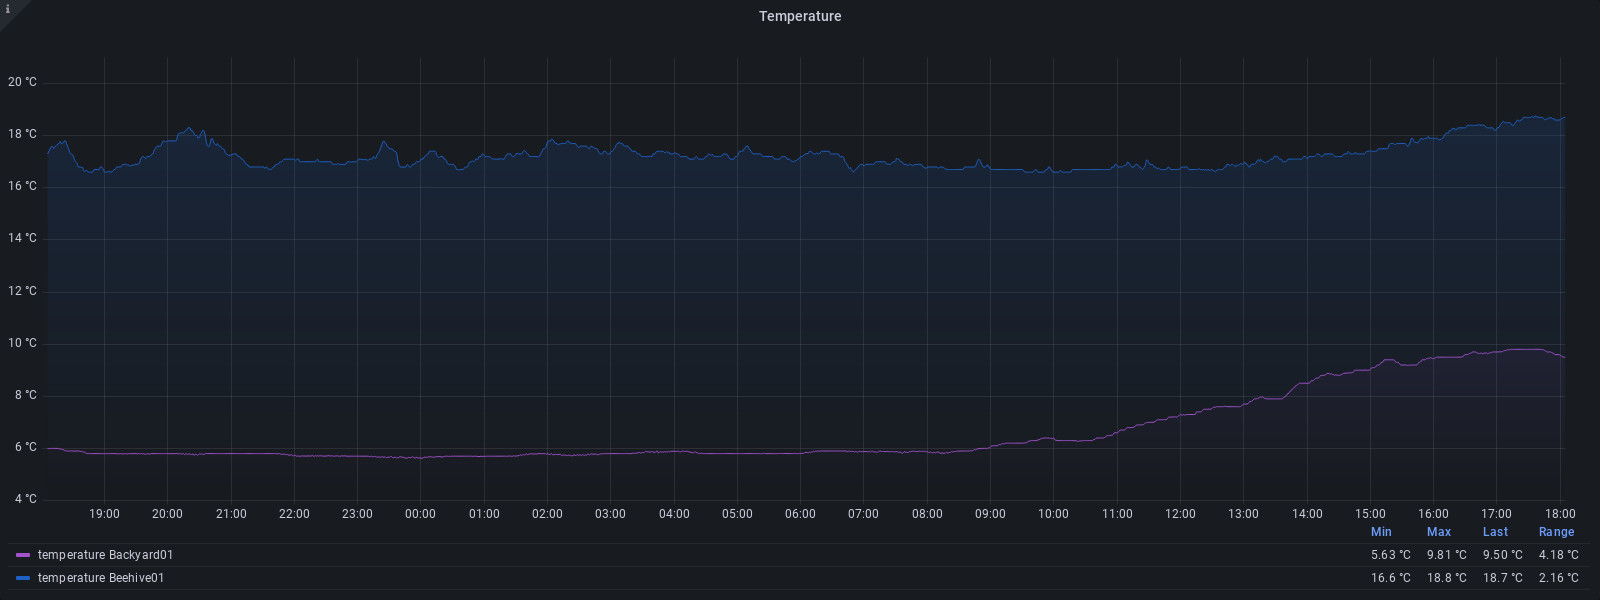 i
Temperature
20 °C
18 °C
16 °C
14 °C
12 °C
10 °C
8 °C
6 °C
4 °C
19:00 20:00 21:00 22:00 23:00 00:00 01:00 02:00 03:00 04:00 05:00 06:00 07:00 08:00 09:00 10:00 11:00 12:00 13:00 14:00 15:00 16:00 17:00 18:00
Min Max Last Range
temperature Backyard01 5.63 °C 9.81 °C 9.50 °C 4.18 °C
temperature Beehive01 16.6 °C 18.8 °C 18.7 °C 2.16 °C